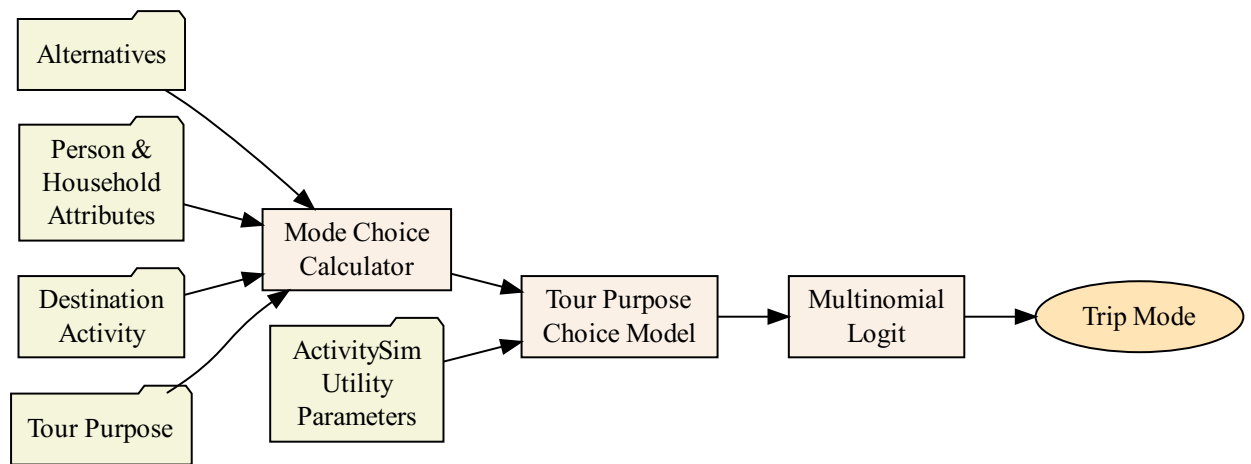 Alternatives
Person &
Household
Attributes
Destination
Activity
Tour Purpose
Mode Choice
Calculator
ActivitySim
Utility
Parameters
Tour Purpose
Choice Model
Multinomial
Logit
Trip Mode